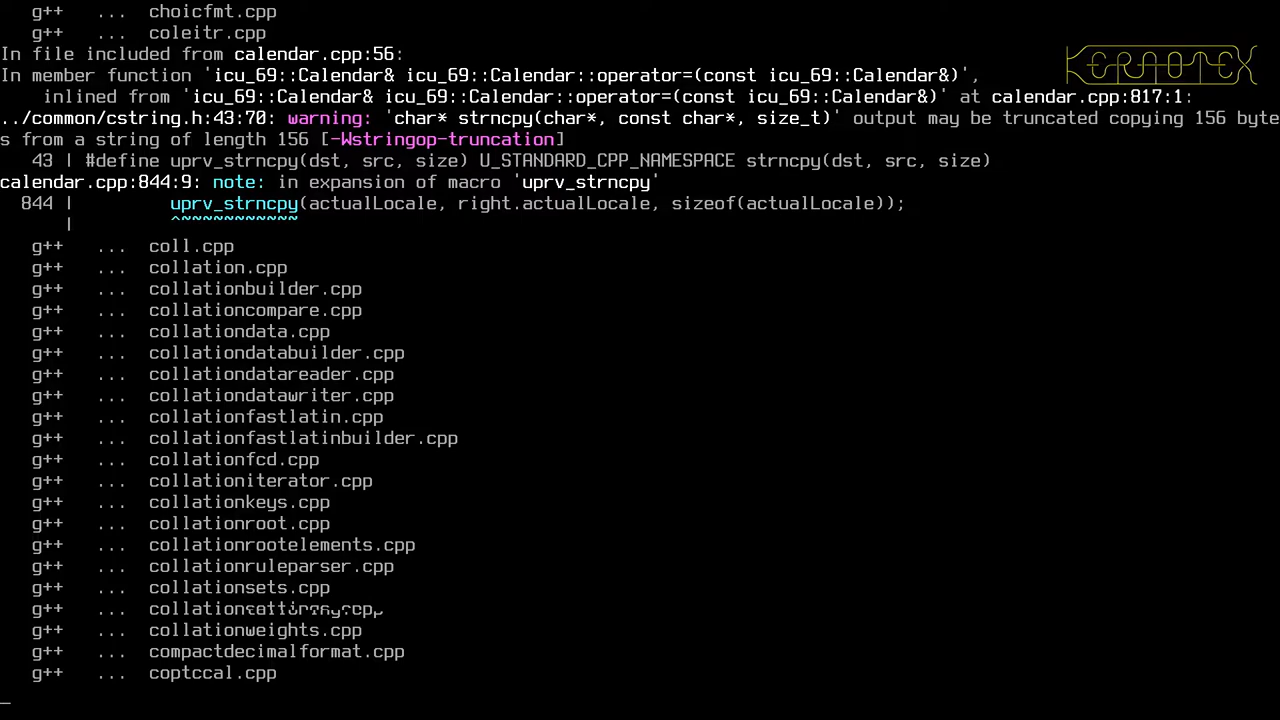 g++ ... choicfmt.cpp
g++ ... coleitr.cpp
KERAOTEX
In file included from calendar.cpp:56:
In member function 'icu_69::Calendar& icu_69::Calendar::operator=(const icu_69::Calendar&)',
inlined from 'icu_69::Calendar& icu_69::Calendar::operator=(const icu_69::Calendar&)' at calendar.cpp:817:1:
../common/cstring.h:43:70: warning: 'char* strncpy(char*, const char*, size_t)' output may be truncated copying 156 byte
s from a string of length 156 [-Wstringop-truncation]
43 | #define uprv_strncpy(dst, src, size) U_STANDARD_CPP_NAMESPACE strncpy(dst, src, size)
calendar.cpp:844:9: note: in expansion of macro 'uprv_strncpy'
844 | uprv_strncpy(actualLocale, right.actualLocale, sizeof(actualLocale));
| ^~~~~~~~~~~~
g++ ... coll.cpp
g++ ... collation.cpp
g++ ... collationbuilder.cpp
g++ ... collationcompare.cpp
g++ ... collationdata.cpp
g++ ... collationdatabuilder.cpp
g++ ... collationdatareader.cpp
g++ ... collationdatawriter.cpp
g++ ... collationfastlatin.cpp
g++ ... collationfastlatinbuilder.cpp
g++ ... collationfcd.cpp
g++ ... collationiterator.cpp
g++ ... collationkeys.cpp
g++ ... collationroot.cpp
g++ ... collationrootelements.cpp
g++ ... collationruleparser.cpp
g++ ... collationsets.cpp
g++ ... collationsettings.cpp
g++ ... collationweights.cpp
g++ ... compactdecimalformat.cpp
g++ ... coptccal.cpp
_